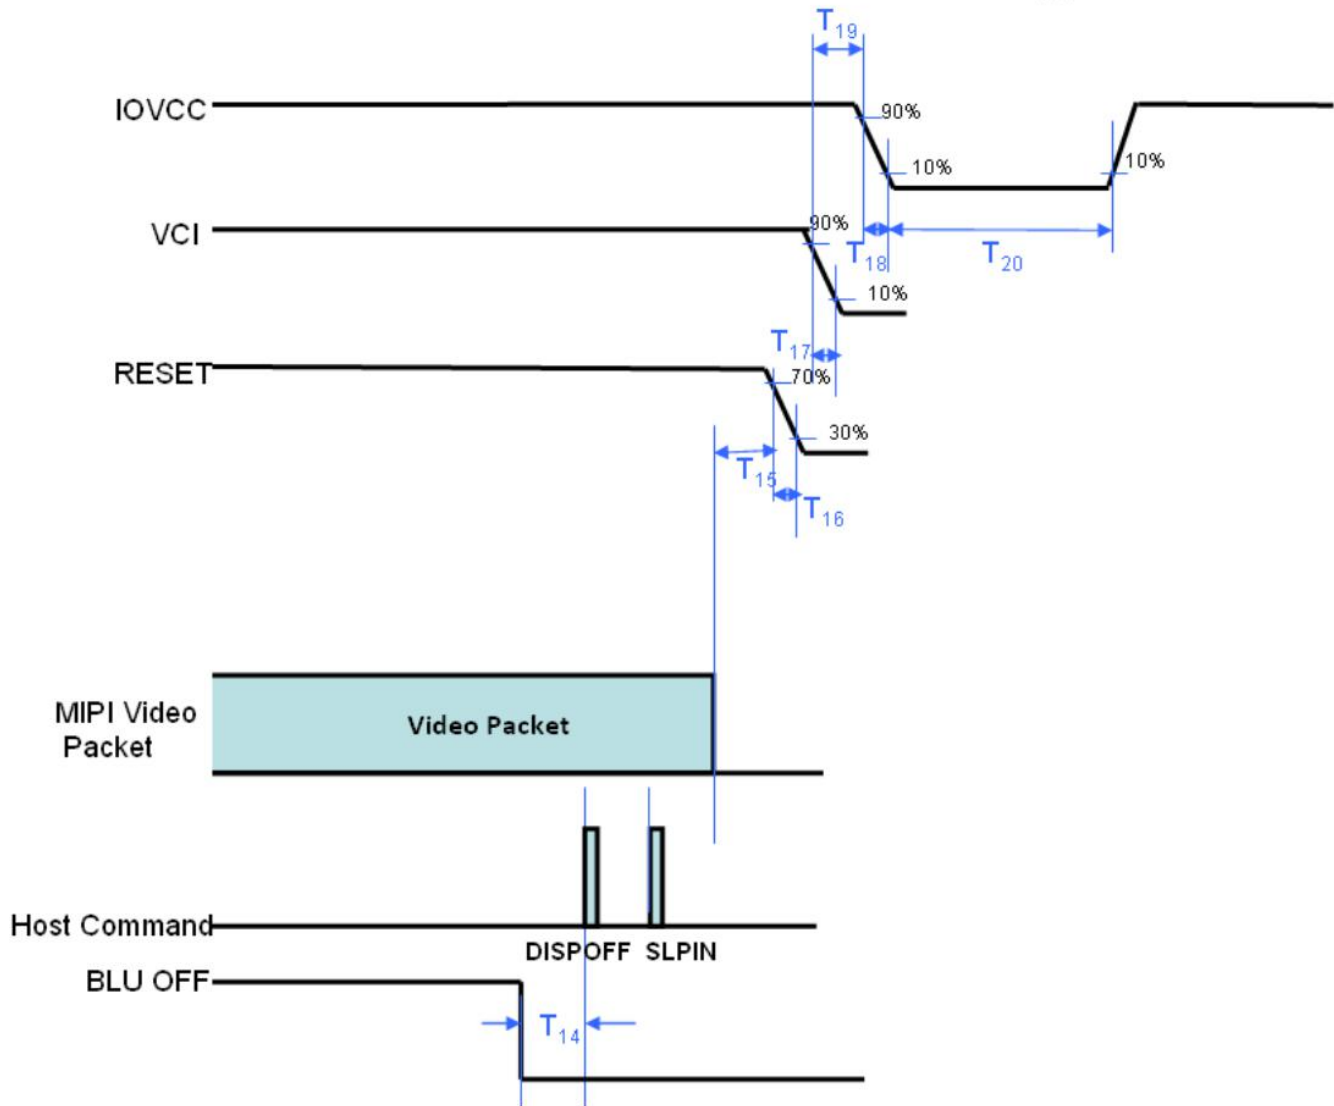 T19
IOVCC
90%
10%
10%
VCI
90%
T18
T20
10%
T17
RESET
70%
30%
T15
T16
MIPI Video
Packet
Video Packet
Host Command
DISPOFF SLPIN
BLU OFF
T14